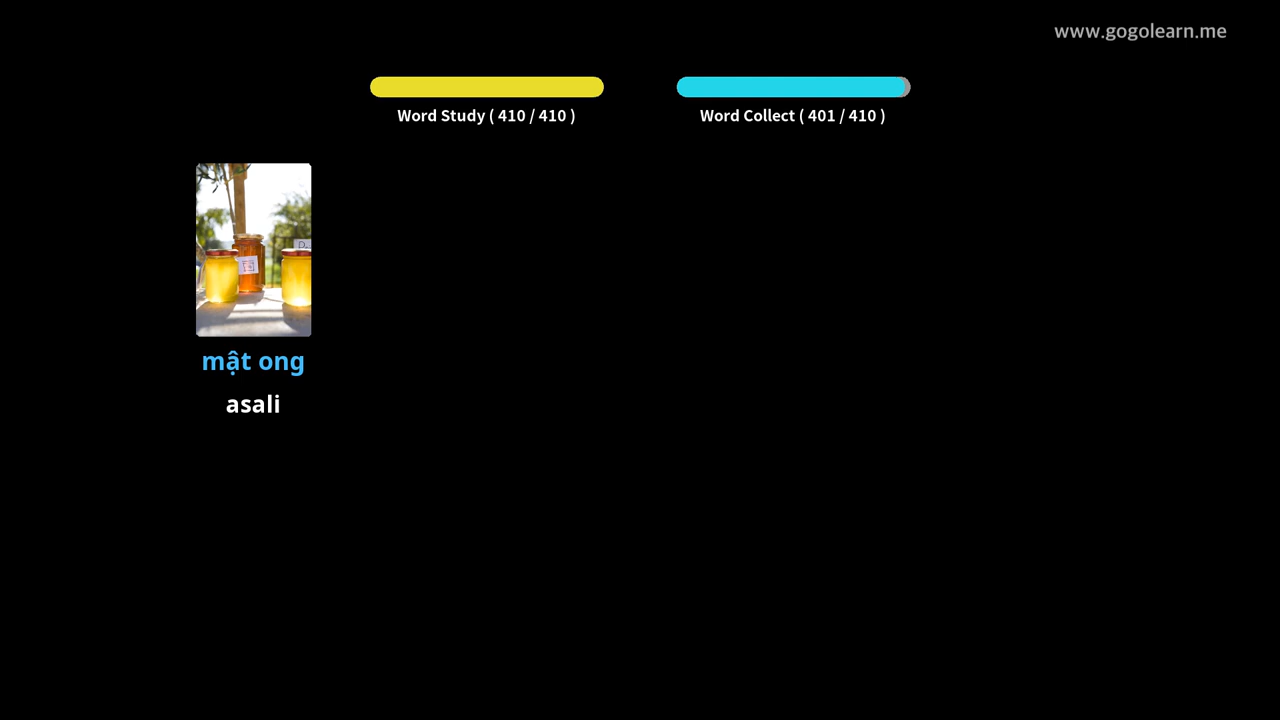 www.gogolearn.me
Word Study ( 410 / 410 )
Word Collect ( 401 / 410 )
mật ong
asali